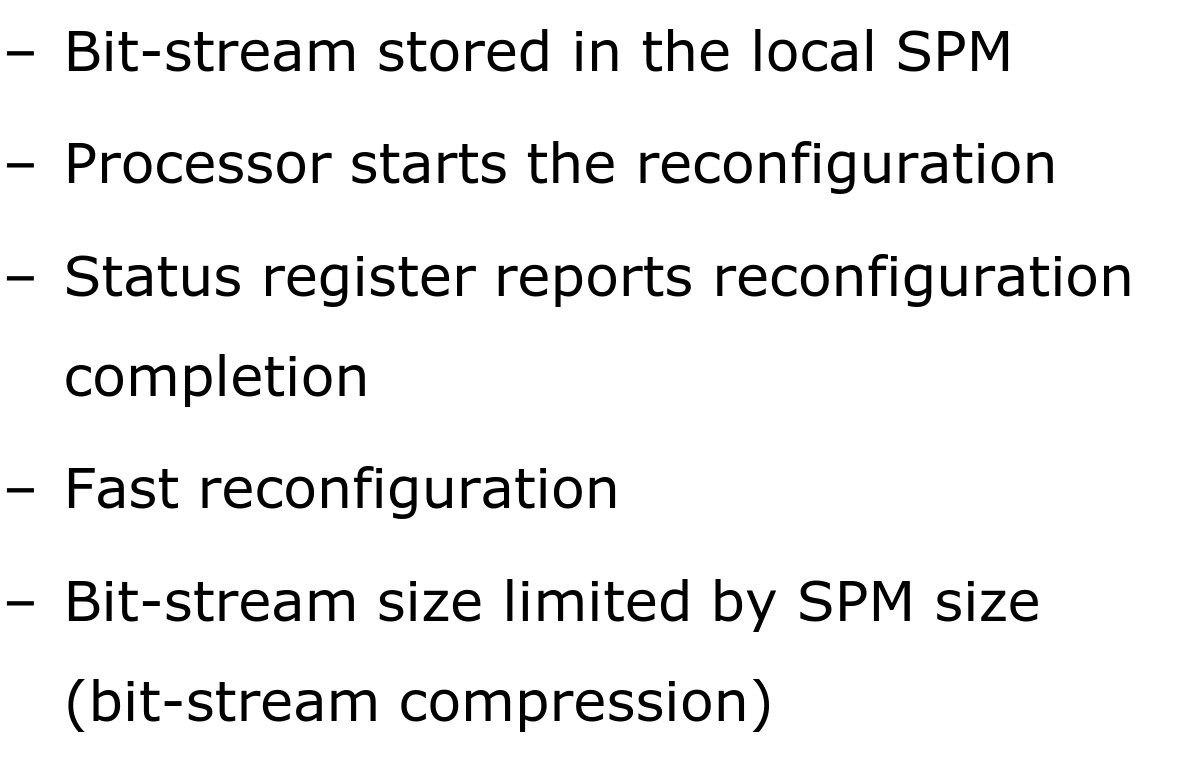 – Bit-stream stored in the local SPM
– Processor starts the reconfiguration
– Status register reports reconfiguration
completion
– Fast reconfiguration
– Bit-stream size limited by SPM size
(bit-stream compression)